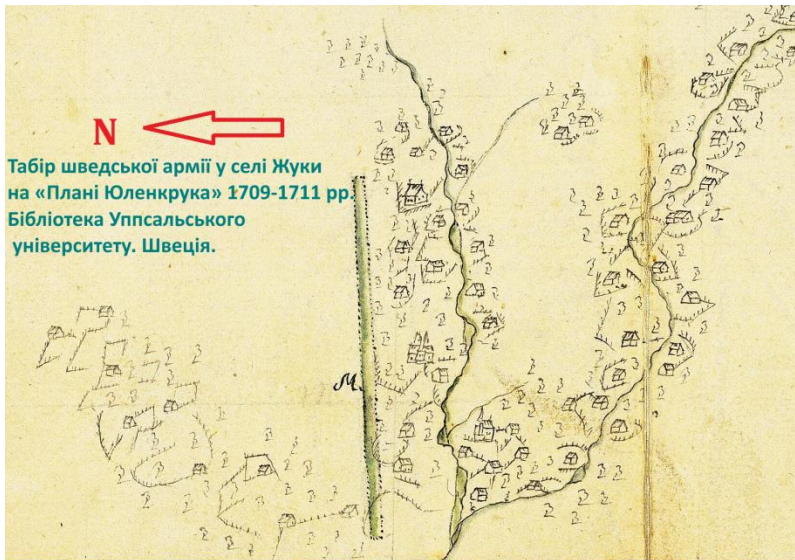 N
Табір шведської армії у селі Жуки
на «Плані Юленкрука» 1709-1711 рр.
Бібліотека Уппсальського
університету. Швеція.
M.